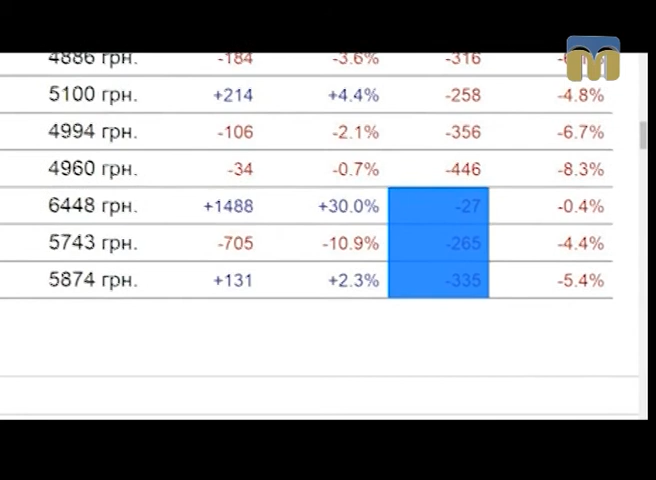 4886 грн. -184 -3.6% -316
5100 грн. +214 +4.4% -258 -4.8%
4994 грн. -106 -2.1% -356 -6.7%
4960 грн. -34 -0.7% -446 -8.3%
6448 грн. +1488 +30.0% -27 -0.4%
5743 грн. -705 -10.9% -265 -4.4%
5874 грн. +131 +2.3% -335 -5.4%